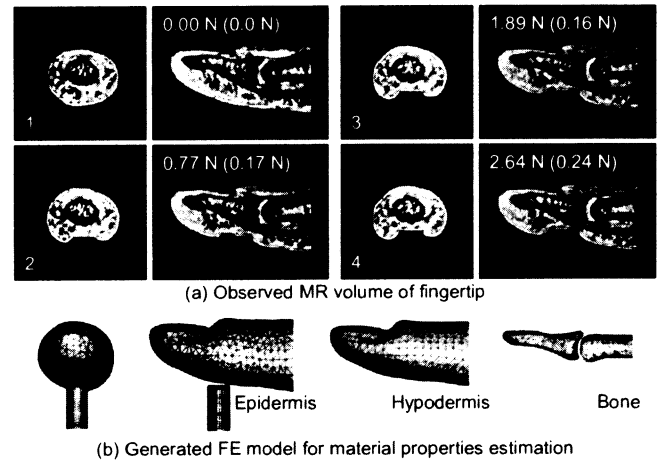 0.00 N (0.0 N)
1
1.89 N (0.16 N)
3
0.77 N (0.17 N)
2
2.64 N (0.24 N)
4
(a) Observed MR volume of fingertip
Epidermis
Hypodermis
Bone
(b) Generated FE model for material properties estimation